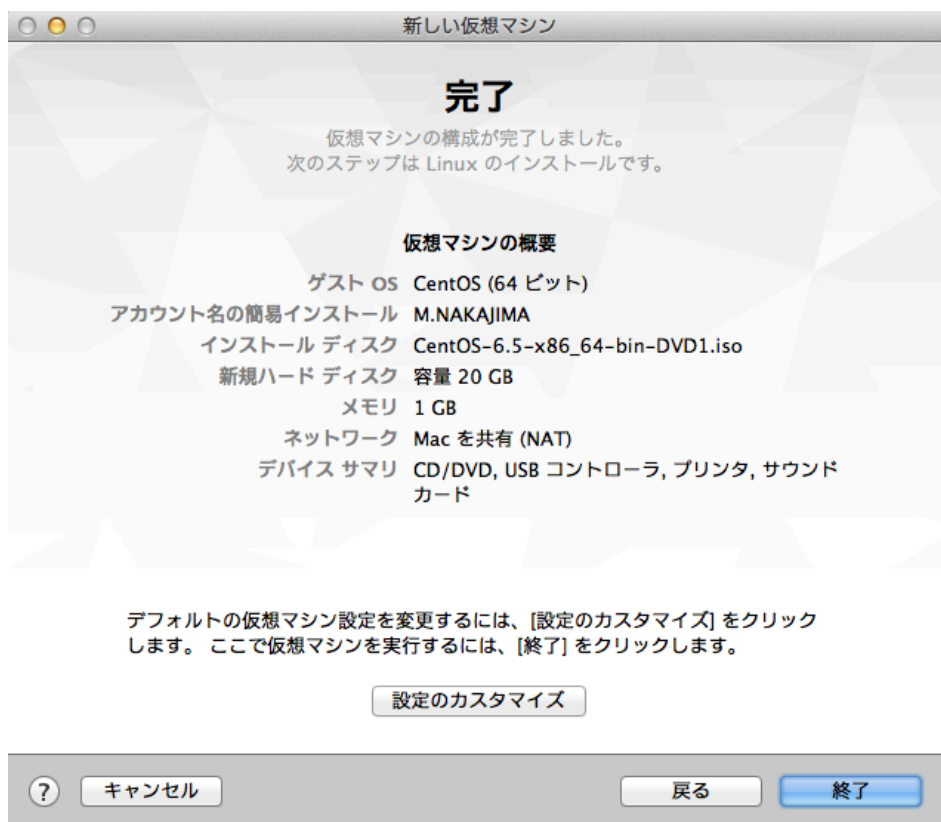 新しい仮想マシン
完了
仮想マシンの構成が完了しました。
次のステップは Linux のインストールです。
仮想マシンの概要
ゲスト OS CentOS (64 ビット)
アカウント名の簡易インストール M.NAKAJIMA
インストール ディスク CentOS-6.5-x86_64-bin-DVD1.iso
新規ハード ディスク 容量 20 GB
メモリ 1 GB
ネットワーク Mac を共有 (NAT)
デバイス サマリ CD/DVD, USB コントローラ, プリンタ, サウンド
カード
デフォルトの仮想マシン設定を変更するには、[設定のカスタマイズ] をクリック
します。 ここで仮想マシンを実行するには、[終了] をクリックします。
設定のカスタマイズ
? キャンセル 戻る 終了